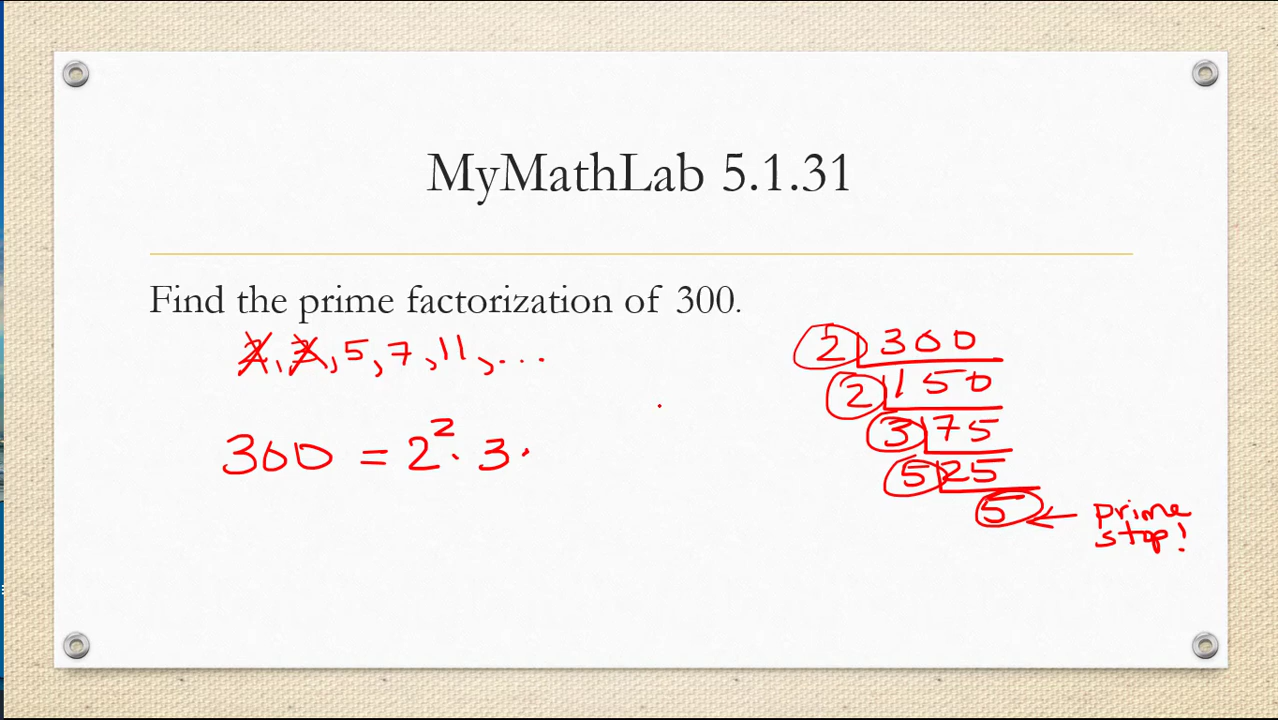 MyMathLab 5.1.31
Find the prime factorization of 300.
2, 3, 5, 7, 11, ...
300 = 2². 3.
2 300
2 150
3 75
5 25
5
prime
stop!